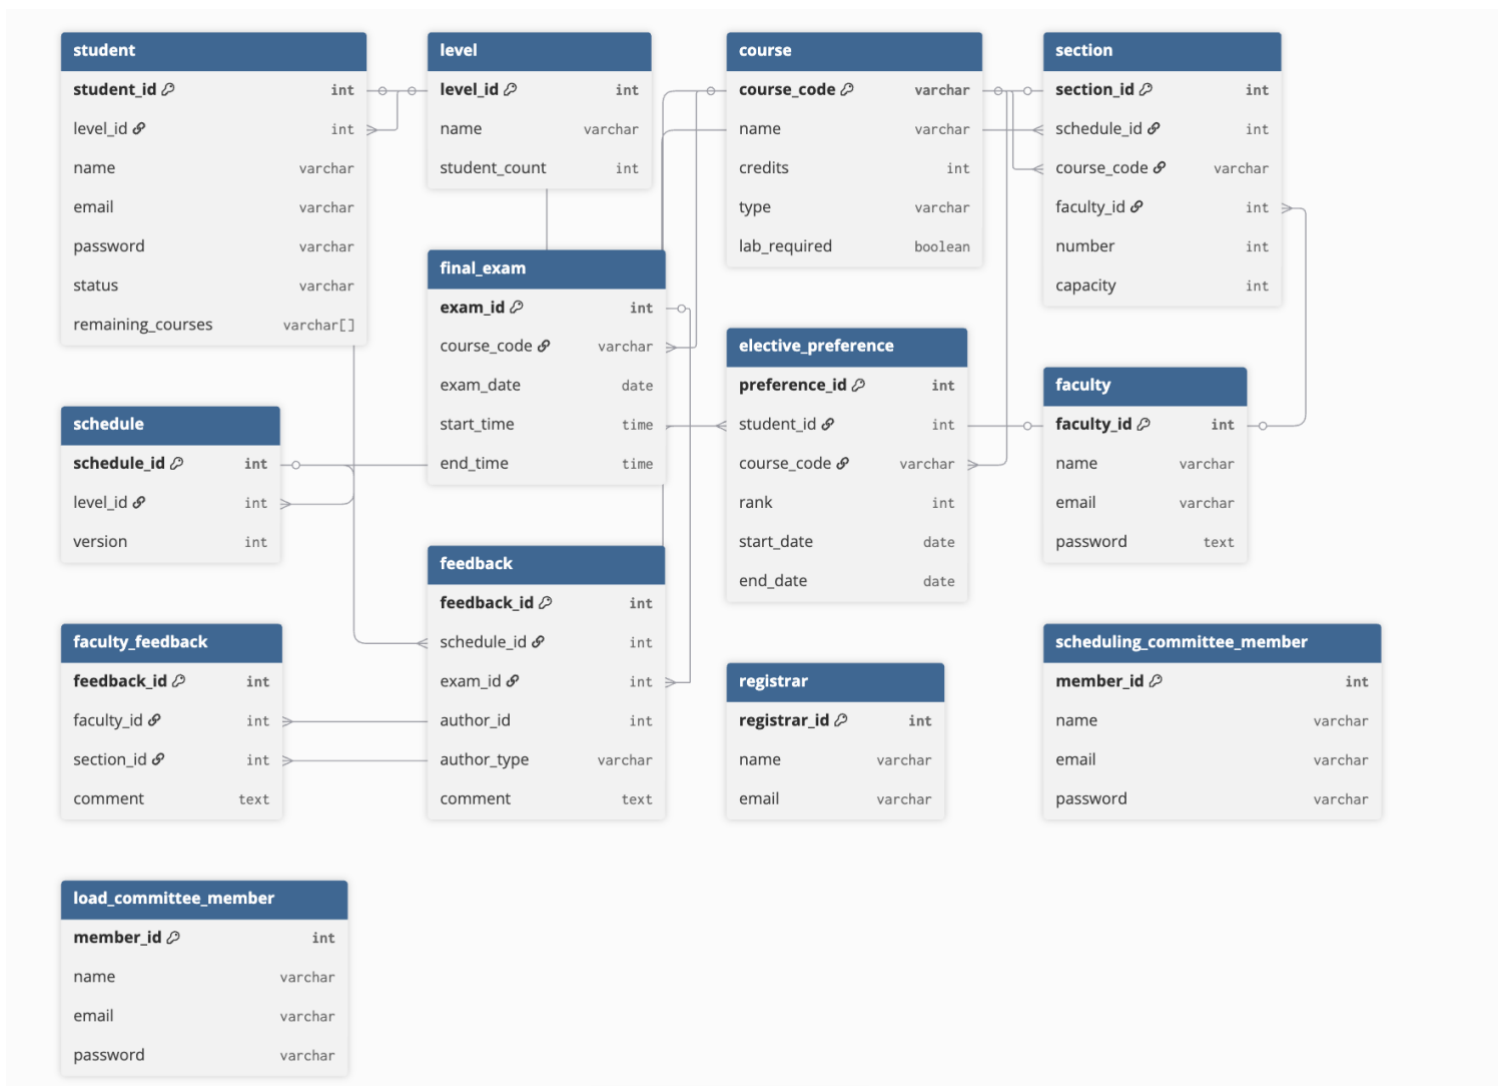 student
student_id int
level_id int
name varchar
email varchar
password varchar
status varchar
remaining_courses varchar[]
level
level_id int
name varchar
student_count int
course
course_code varchar
name varchar
credits int
type varchar
lab_required boolean
section
section_id int
schedule_id int
course_code varchar
faculty_id int
number int
capacity int
final_exam
exam_id int
course_code varchar
exam_date date
start_time time
end_time time
elective_preference
preference_id int
student_id int
course_code varchar
rank int
start_date date
end_date date
faculty
faculty_id int
name varchar
email varchar
password text
schedule
schedule_id int
level_id int
version int
feedback
feedback_id int
schedule_id int
exam_id int
author_id int
author_type varchar
comment text
faculty_feedback
feedback_id int
faculty_id int
section_id int
comment text
registrar
registrar_id int
name varchar
email varchar
scheduling_committee_member
member_id int
name varchar
email varchar
password varchar
load_committee_member
member_id int
name varchar
email varchar
password varchar